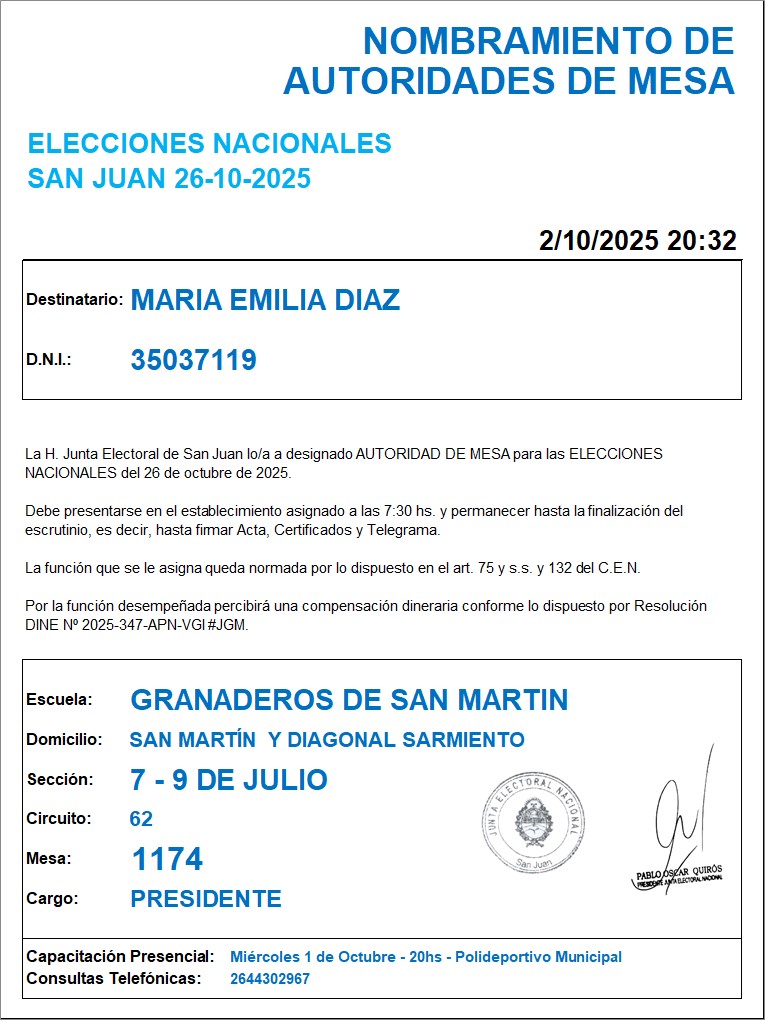 NOMBRAMIENTO DE
AUTORIDADES DE MESA
ELECCIONES NACIONALES
SAN JUAN 26-10-2025
2/10/2025 20:32
Destinatario: MARIA EMILIA DIAZ
D.N.I.: 35037119
La H. Junta Electoral de San Juan lo/a a designado AUTORIDAD DE MESA para las ELECCIONES
NACIONALES del 26 de octubre de 2025.
Debe presentarse en el establecimiento asignado a las 7:30 hs. y permanecer hasta la finalización del
escrutinio, es decir, hasta firmar Acta, Certificados y Telegrama.
La función que se le asigna queda normada por lo dispuesto en el art. 75 y s.s. y 132 del C.E.N.
Por la función desempeñada percibirá una compensación dineraria conforme lo dispuesto por Resolución
DINE Nº 2025-347-APN-VGI#JGM.
Escuela: GRANADEROS DE SAN MARTIN
Domicilio: SAN MARTÍN Y DIAGONAL SARMIENTO
Sección: 7 - 9 DE JULIO
Circuito: 62
Mesa: 1174
Cargo: PRESIDENTE
JUNTA ELECTORAL NACIONAL
San Juan
PABLO OSCAR QUIRÓS
PRESIDENTE JUNTA ELECTORAL NACIONAL
Capacitación Presencial: Miércoles 1 de Octubre - 20hs - Polideportivo Municipal
Consultas Telefónicas: 2644302967